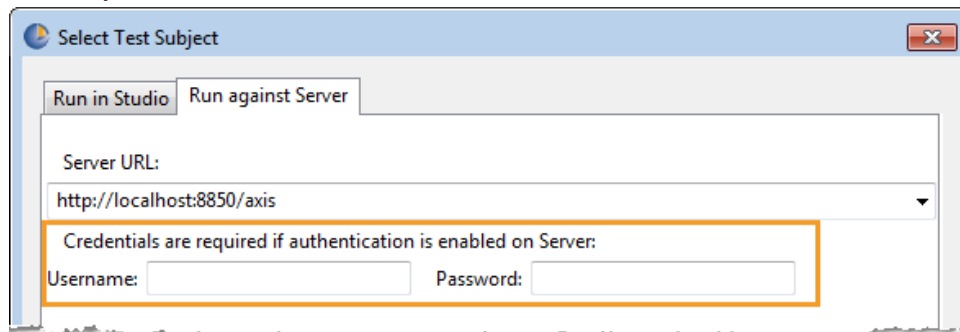 Select Test Subject
Run in Studio Run against Server
Server URL:
http://localhost:8850/axis
Credentials are required if authentication is enabled on Server:
Username: Password: